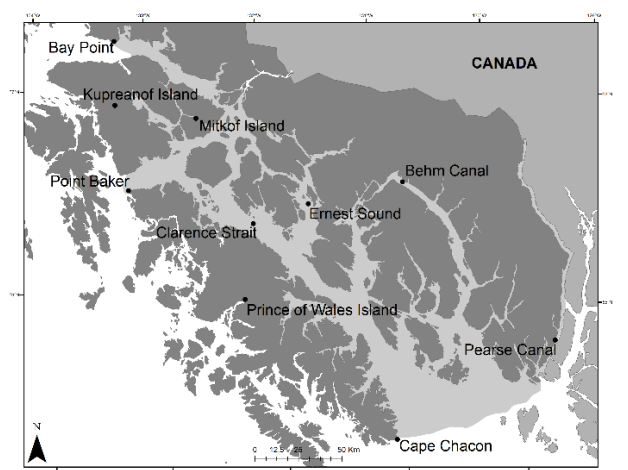 Bay Point
CANADA
Kupreanof Island
Mitkof Island
Point Baker
Behm Canal
Ernest Sound
Clarence Strait
Prince of Wales Island
Pearse Canal
N
0 12.5 25 50 Km
Cape Chacon